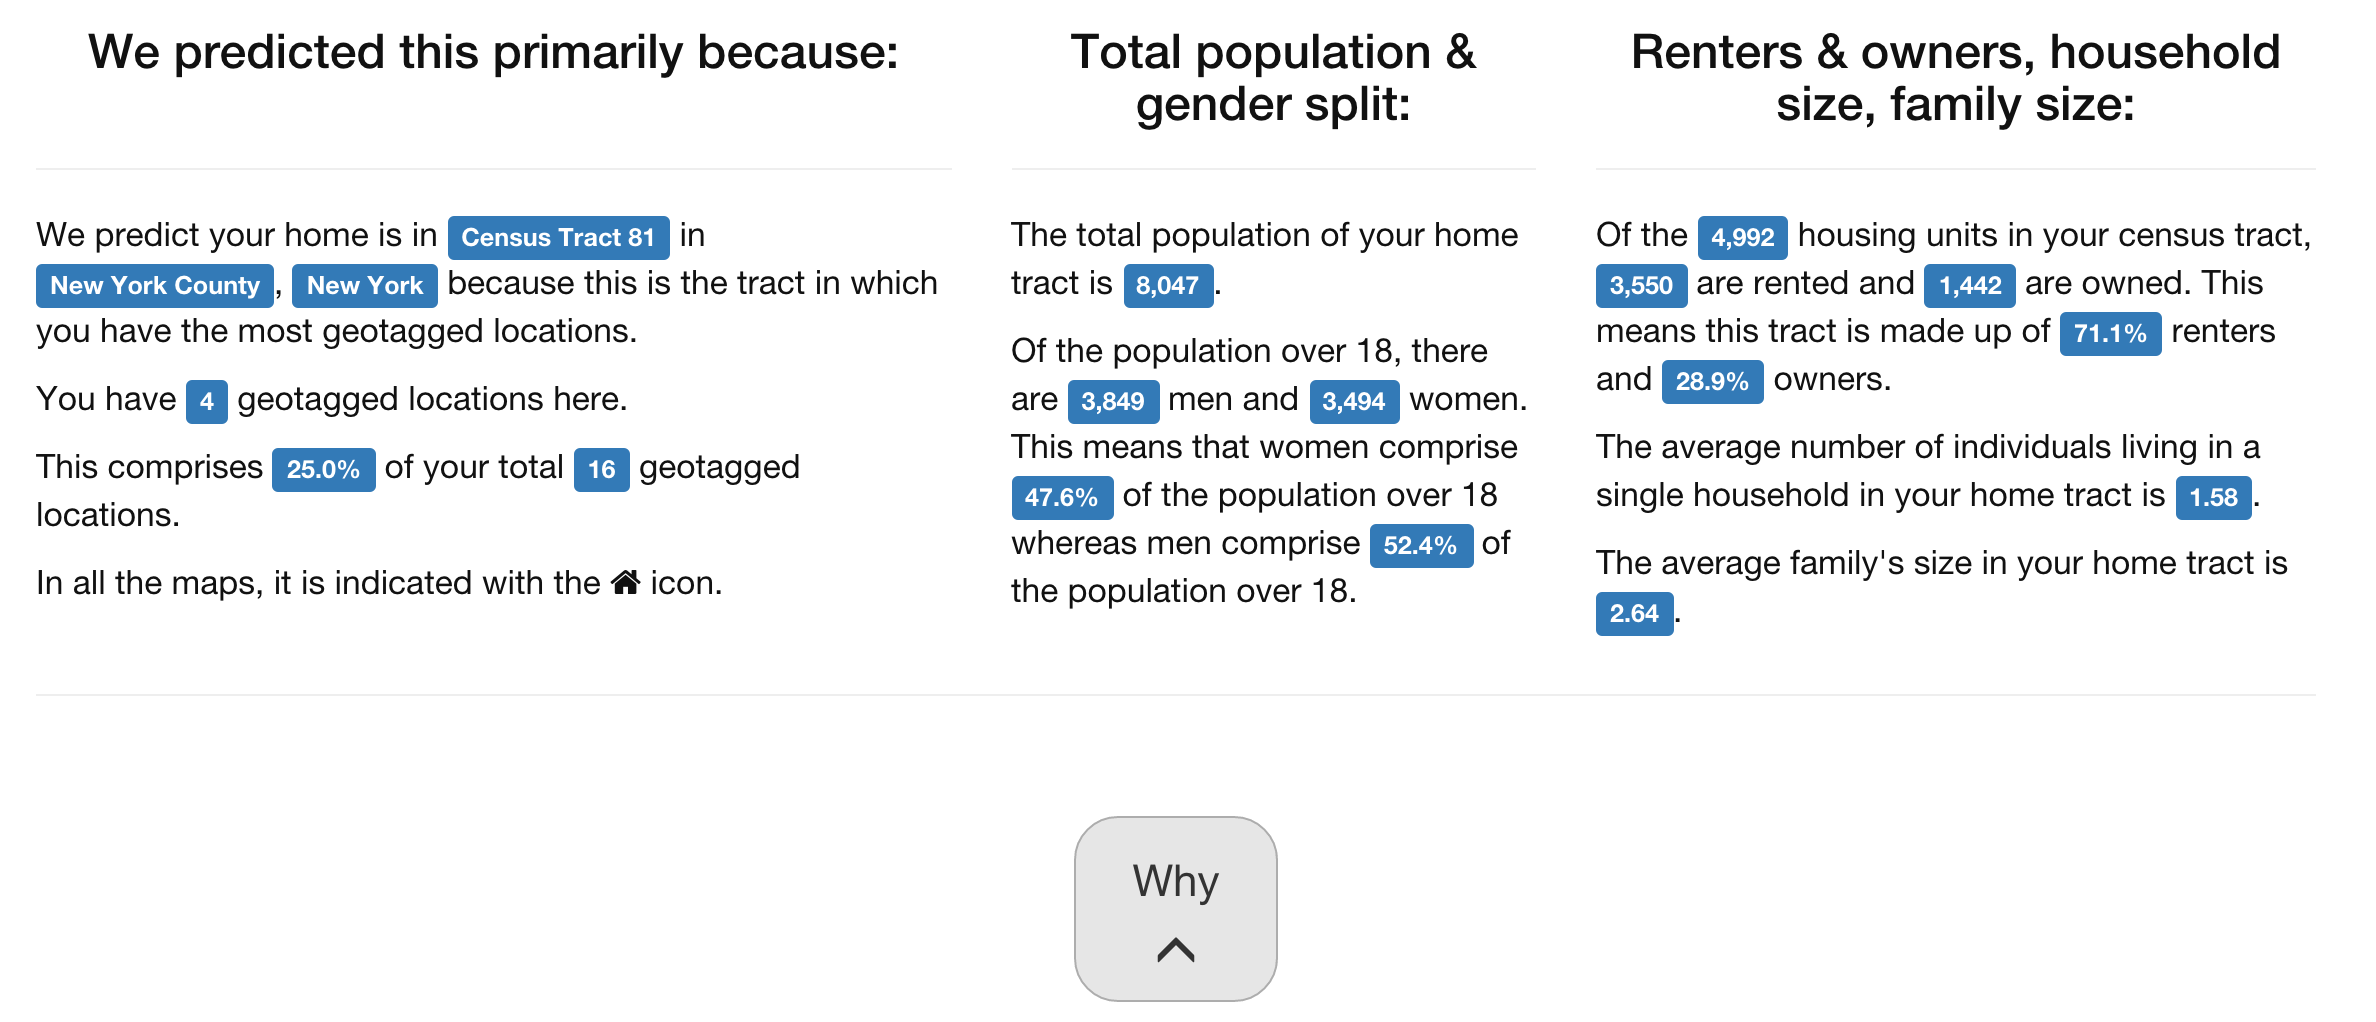 We predicted this primarily because:
We predict your home is in Census Tract 81 in
New York County, New York because this is the tract in which
you have the most geotagged locations.
You have 4 geotagged locations here.
This comprises 25.0% of your total 16 geotagged
locations.
In all the maps, it is indicated with the icon.
Total population &
gender split:
The total population of your home
tract is 8,047.
Of the population over 18, there
are 3,849 men and 3,494 women.
This means that women comprise
47.6% of the population over 18
whereas men comprise 52.4% of
the population over 18.
Renters & owners, household
size, family size:
Of the 4,992 housing units in your census tract,
3,550 are rented and 1,442 are owned. This
means this tract is made up of 71.1% renters
and 28.9% owners.
The average number of individuals living in a
single household in your home tract is 1.58.
The average family's size in your home tract is
2.64.
Why